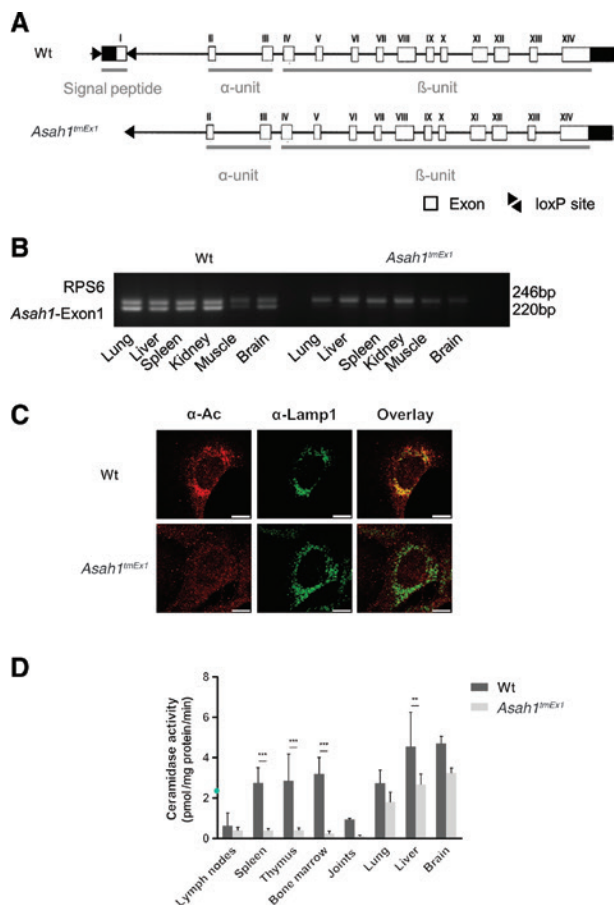 A
Wt
I II III IV V VI VII VIII IX X XI XII XIII XIV
Signal peptide α-unit ß-unit
Asah1tmEx1
II III IV V VI VII VIII IX X XI XII XIII XIV
α-unit ß-unit
Exon loxP site
B
Wt Asah1tmEx1
RPS6 246bp
Asah1-Exon1 220bp
Lung Liver Spleen Kidney Muscle Brain Lung Liver Spleen Kidney Muscle Brain
C
α-Ac α-Lamp1 Overlay
Wt
Asah1tmEx1
D
Ceramidase activity
(pmol/mg protein/min)
8
6
4
2
0
*** *** *** **
Wt
Asah1tmEx1
Lymph nodes Spleen Thymus Bone marrow Joints Lung Liver Brain